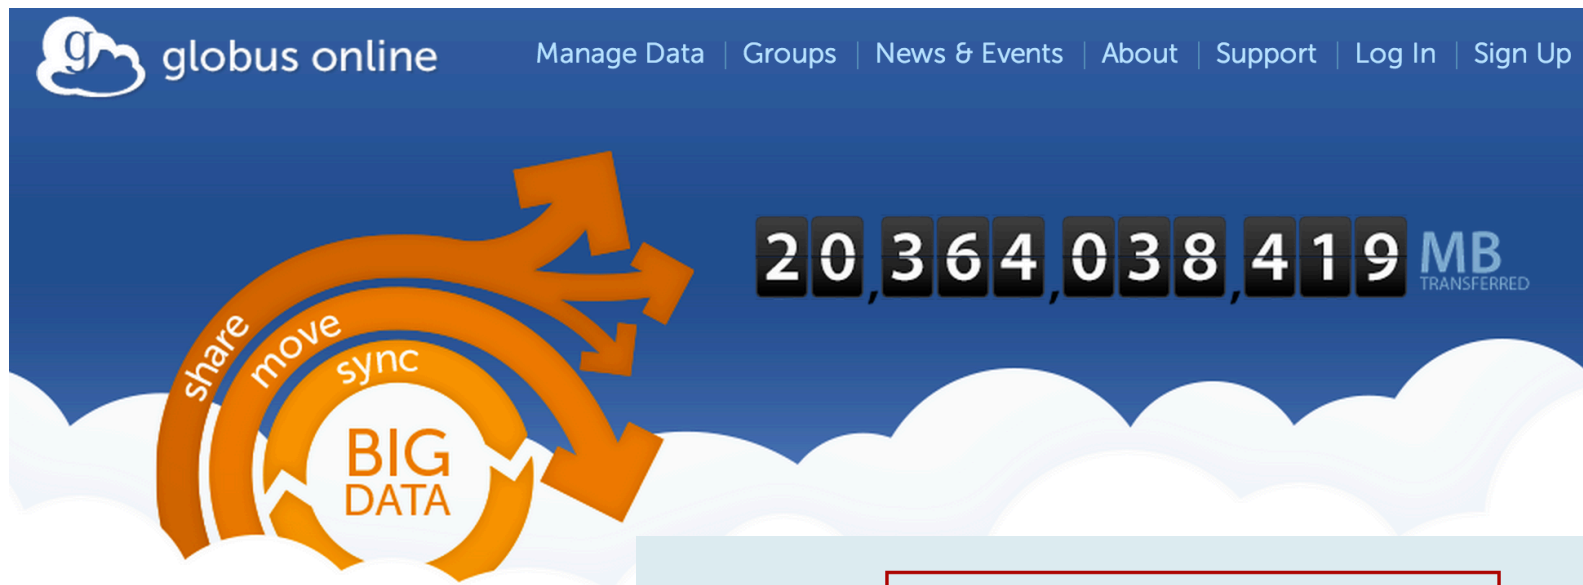 g globus online
Manage Data | Groups | News & Events | About | Support | Log In | Sign Up
20,364,038,419 MB
TRANSFERRED
share
move
sync
BIG
DATA